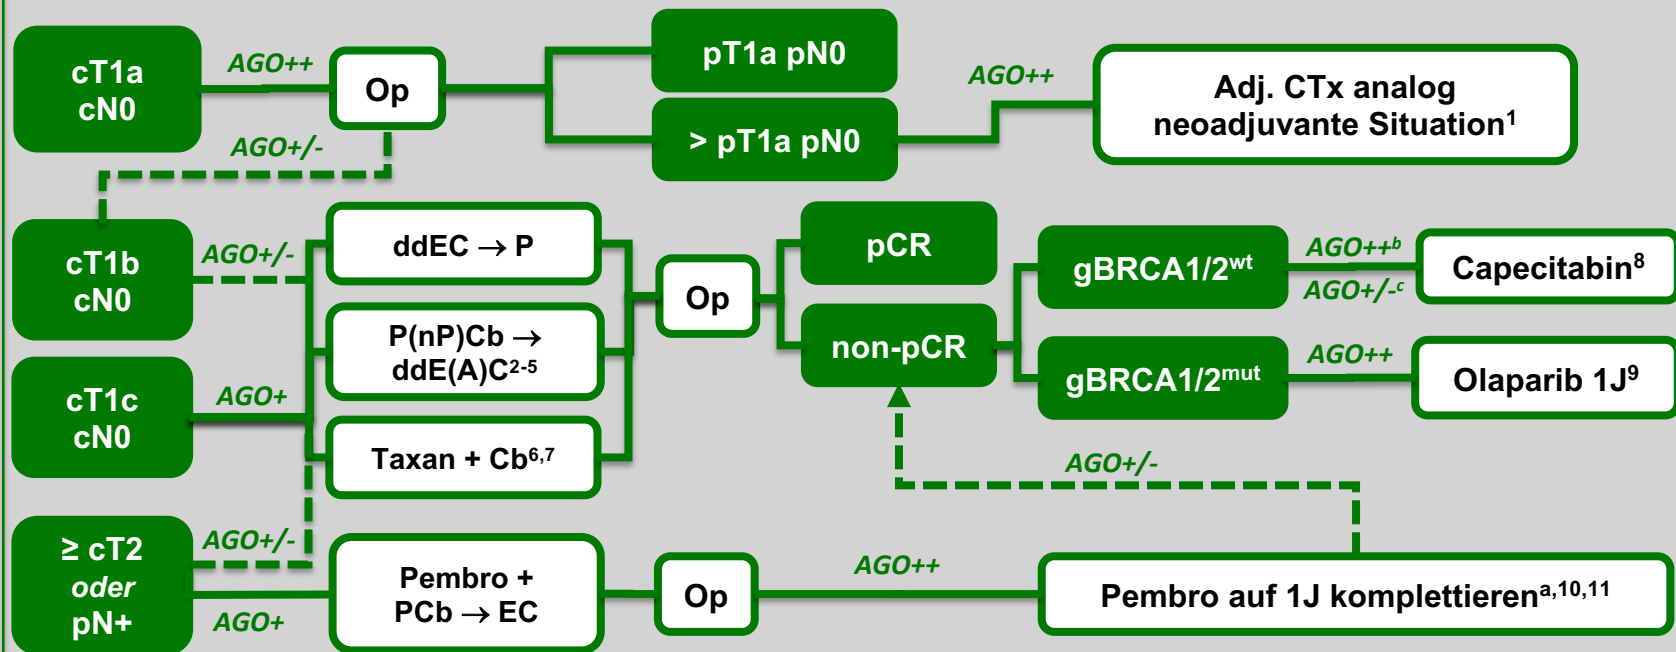 cT1a
cN0
AGO++
Op
pT1a pN0
> pT1a pN0
AGO++
Adj. CTx analog
neoadjuvante Situation¹
AGO+/-
cT1b
cN0
AGO+/-
ddEC → P
P(nP)Cb →
ddE(A)C²⁻⁵
Taxan + Cb⁶,⁷
cT1c
cN0
AGO+
Op
pCR
non-pCR
gBRCA1/2ʷᵗ
AGO++ᵇ
AGO+/-ᶜ
Capecitabin⁸
gBRCA1/2ᵐᵘᵗ
AGO++
Olaparib 1J⁹
AGO+/-
≥ cT2
oder
pN+
AGO+/-
AGO+
Pembro +
PCb → EC
Op
AGO++
Pembro auf 1J komplettierenᵃ,¹⁰,¹¹